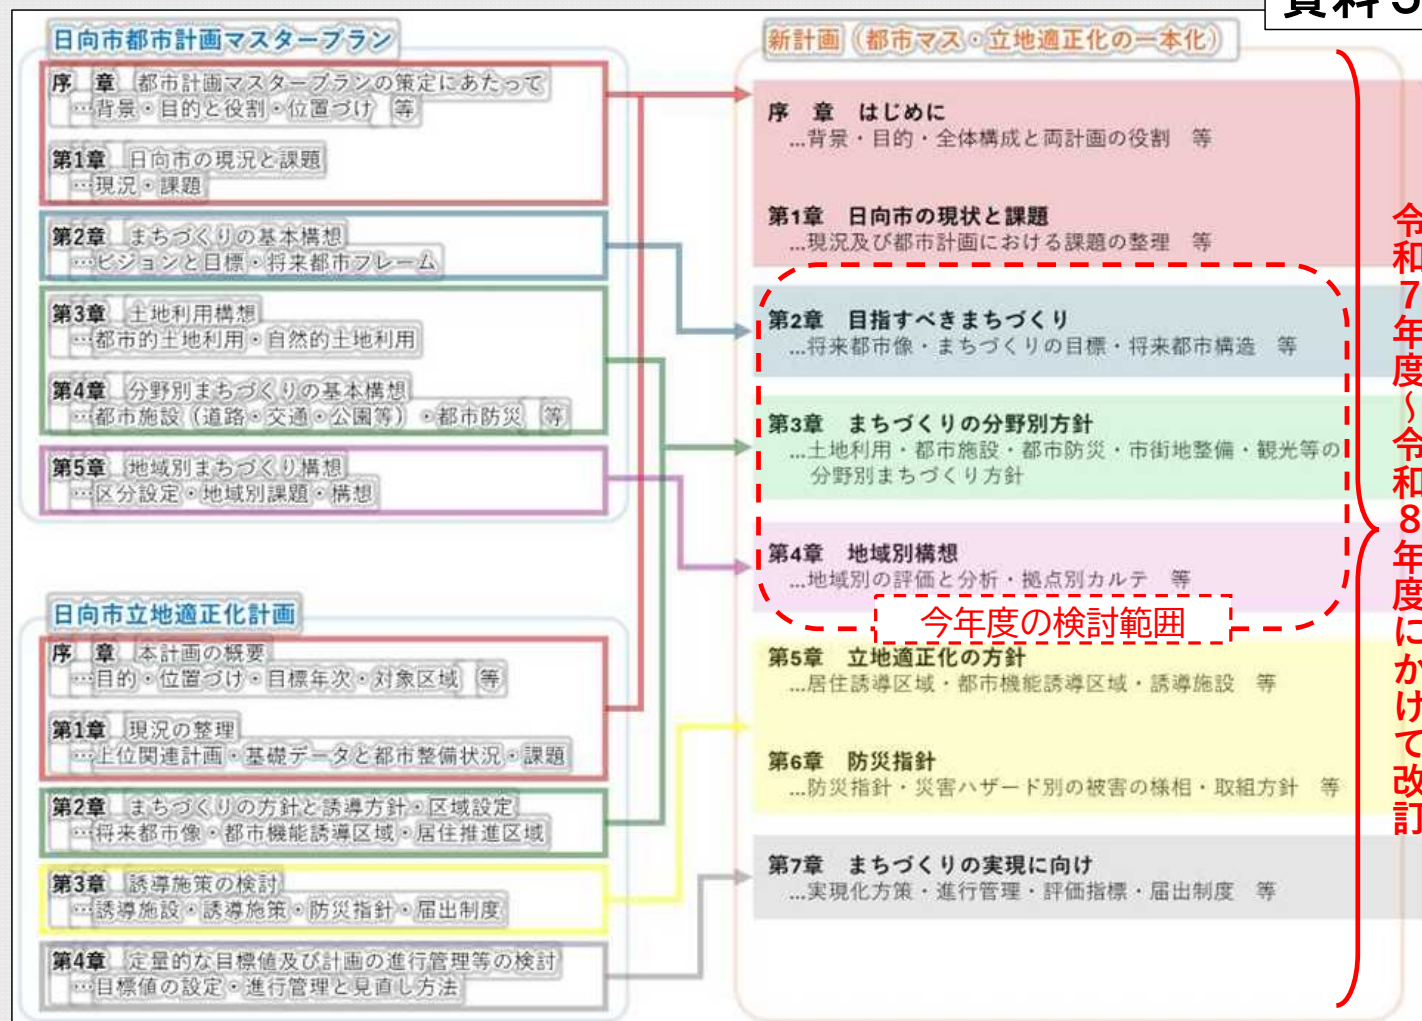 資料３
日向市都市計画マスタープラン
序　章　都市計画マスタープランの策定にあたって
…背景・目的と役割・位置づけ　等
第1章　日向市の現況と課題
…現況・課題
第2章　まちづくりの基本構想
…ビジョンと目標・将来都市フレーム
第3章　土地利用構想
…都市的土地利用・自然的土地利用
第4章　分野別まちづくりの基本構想
…都市施設（道路・交通・公園等）・都市防災　等
第5章　地域別まちづくり構想
…区分設定・地域別課題・構想
日向市立地適正化計画
序　章　本計画の概要
…目的・位置づけ・目標年次・対象区域　等
第1章　現況の整理
…上位関連計画・基礎データと都市整備状況・課題
第2章　まちづくりの方針と誘導方針・区域設定
…将来都市像・都市機能誘導区域・居住推進区域
第3章　誘導施策の検討
…誘導施設・誘導施策・防災指針・届出制度
第4章　定量的な目標値及び計画の進行管理等の検討
…目標値の設定・進行管理と見直し方法
新計画（都市マス・立地適正化の一本化）
序　章　はじめに
…背景・目的・全体構成と両計画の役割　等
第1章　日向市の現状と課題
…現況及び都市計画における課題の整理　等
第2章　目指すべきまちづくり
…将来都市像・まちづくりの目標・将来都市構造　等
第3章　まちづくりの分野別方針
…土地利用・都市施設・都市防災・市街地整備・観光等の
分野別まちづくり方針
第4章　地域別構想
…地域別の評価と分析・拠点別カルテ　等
今年度の検討範囲
第5章　立地適正化の方針
…居住誘導区域・都市機能誘導区域・誘導施設　等
第6章　防災指針
…防災指針・災害ハザード別の被害の様相・取組方針　等
第7章　まちづくりの実現に向け
…実現化方策・進行管理・評価指標・届出制度　等
令和７年度～令和８年度にかけて改訂